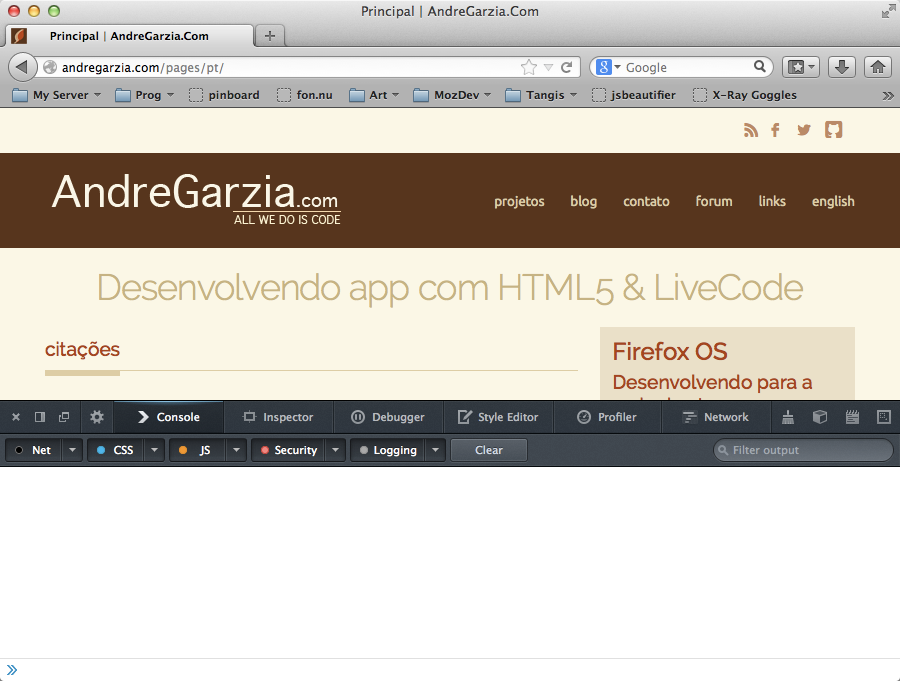 Principal | AndreGarzia.Com
Principal | AndreGarzia.Com
andregarzia.com/pages/pt/
Google
My Server Prog pinboard fon.nu Art MozDev Tangis jsbeautifier X-Ray Goggles
AndreGarzia.com
ALL WE DO IS CODE
projetos blog contato forum links english
Desenvolvendo app com HTML5 & LiveCode
citações
Firefox OS
Desenvolvendo para a
Console Inspector Debugger Style Editor Profiler Network
Net CSS JS Security Logging Clear Filter output